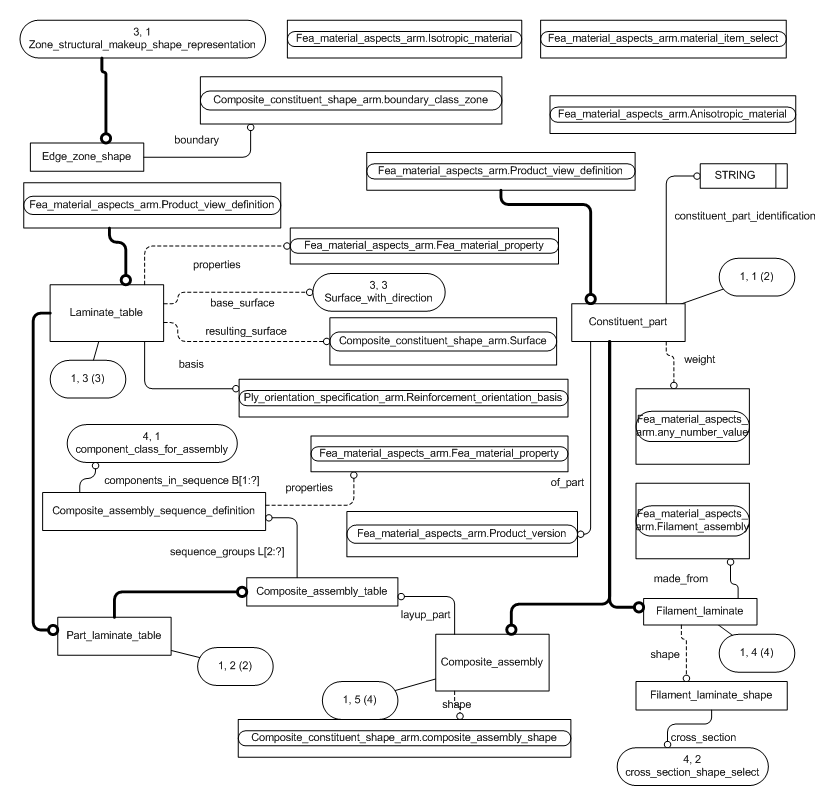 3, 1
Zone_structural_makeup_shape_representation
Fea_material_aspects_arm.Isotropic_material
Fea_material_aspects_arm.material_item_select
Composite_constituent_shape_arm.boundary_class_zone
Fea_material_aspects_arm.Anisotropic_material
boundary
Edge_zone_shape
Fea_material_aspects_arm.Product_view_definition
STRING
Fea_material_aspects_arm.Product_view_definition
constituent_part_identification
Fea_material_aspects_arm.Fea_material_property
properties
1, 1 (2)
3, 3
Surface_with_direction
base_surface
Laminate_table
Constituent_part
resulting_surface
Composite_constituent_shape_arm.Surface
basis
weight
1, 3 (3)
Ply_orientation_specification_arm.Reinforcement_orientation_basis
Fea_material_aspects_
arm.any_number_value
4, 1
component_class_for_assembly
Fea_material_aspects_arm.Fea_material_property
components_in_sequence B[1:?]
properties
of_part
Composite_assembly_sequence_definition
Fea_material_aspects_
arm.Filament_assembly
Fea_material_aspects_arm.Product_version
sequence_groups L[2:?]
made_from
Composite_assembly_table
layup_part
Filament_laminate
Part_laminate_table
1, 2 (2)
Composite_assembly
shape
1, 4 (4)
1, 5 (4)
shape
Filament_laminate_shape
Composite_constituent_shape_arm.composite_assembly_shape
cross_section
4, 2
cross_section_shape_select